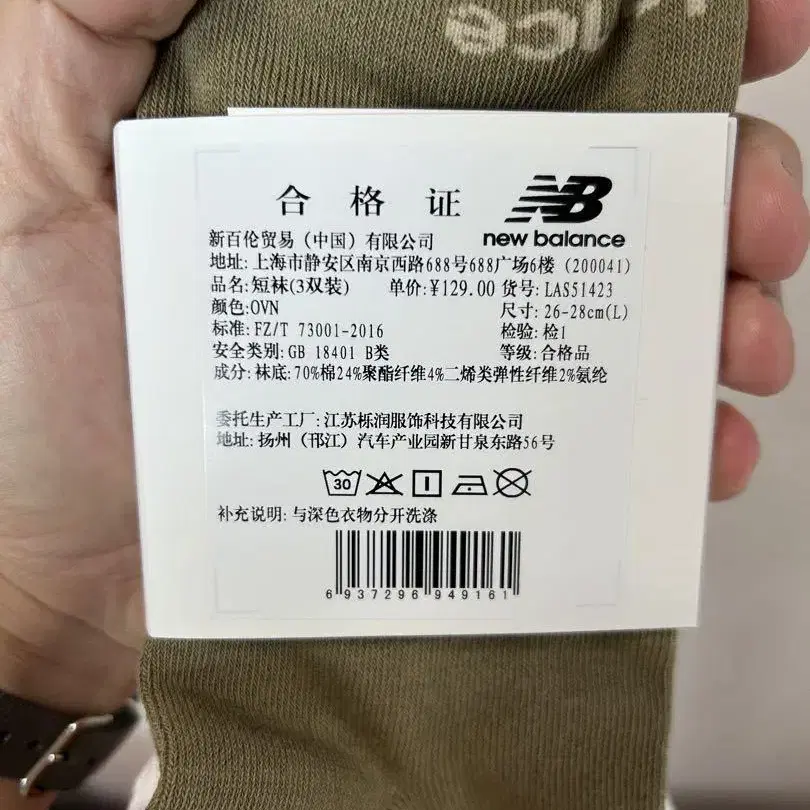 合格证
new balance
新百伦贸易（中国）有限公司
地址: 上海市静安区南京西路688号688广场6楼（200041）
品名: 短袜(3双装) 单价: ¥129.00 货号: LAS51423
颜色:OVN 尺寸: 26-28cm(L)
标准: FZ/T 73001-2016 检验: 检1
安全类别: GB 18401 B类 等级: 合格品
成分: 袜底: 70%棉24%聚酯纤维4%二烯类弹性纤维2%氨纶
委托生产工厂: 江苏栎润服饰科技有限公司
地址: 扬州（邗江）汽车产业园新甘泉东路56号
30
补充说明: 与深色衣物分开洗涤
6 937296 949161